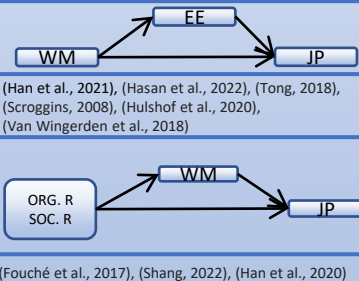 EE
WM
JP
(Han et al., 2021), (Hasan et al., 2022), (Tong, 2018),
(Scroggins, 2008), (Hulshof et al., 2020),
(Van Wingerden et al., 2018)
WM
ORG. R
SOC. R
JP
(Fouché et al., 2017), (Shang, 2022), (Han et al., 2020)